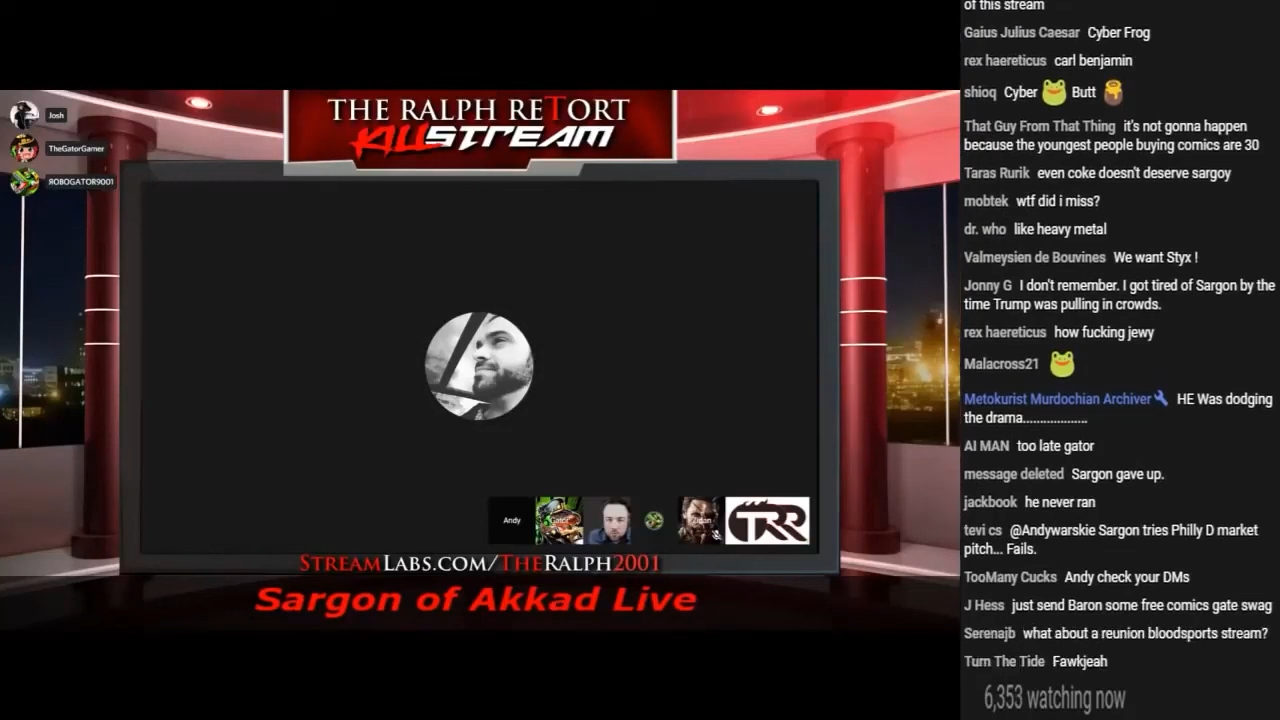 of this stream
Gaius Julius Caesar Cyber Frog
rex haereticus carl benjamin
shioq Cyber 🐸 Butt 🍯
That Guy From That Thing it's not gonna happen
because the youngest people buying comics are 30
Taras Rurik even coke doesn't deserve sargoy
mobtek wtf did i miss?
dr. who like heavy metal
Valmeysien de Bouvines We want Styx !
Jonny G I don't remember. I got tired of Sargon by the
time Trump was pulling in crowds.
rex haereticus how fucking jewy
Malacross21 🐸
Metokurist Murdochian Archiver HE Was dodging
the drama...................
AI MAN too late gator
message deleted Sargon gave up.
jackbook he never ran
tevi cs @Andywarskie Sargon tries Philly D market
pitch... Fails.
TooMany Cucks Andy check your DMs
J Hess just send Baron some free comics gate swag
Serenajb what about a reunion bloodsports stream?
Turn The Tide Fawkjeah
6,353 watching now
THE RALPH RETORT
KILLSTREAM
Josh
TheGatorGamer
ЯOBOGATOR9001
Andy
Gator
Zidan
TRR
STREAMLABS.COM/THERALPH2001
Sargon of Akkad Live